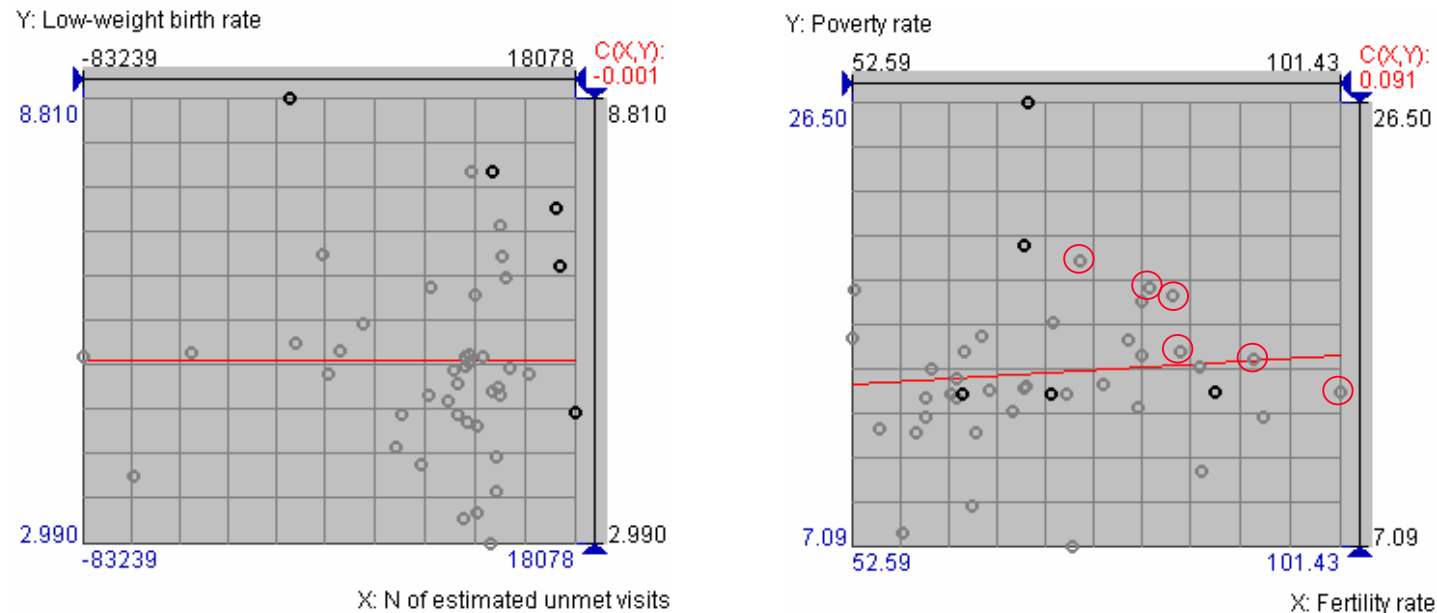 Y: Low-weight birth rate
-83239 18078
C(X,Y):
-0.001
8.810 8.810
2.990 2.990
-83239 18078
X: N of estimated unmet visits
Y: Poverty rate
52.59 101.43
C(X,Y):
0.091
26.50 26.50
7.09 7.09
52.59 101.43
X: Fertility rate